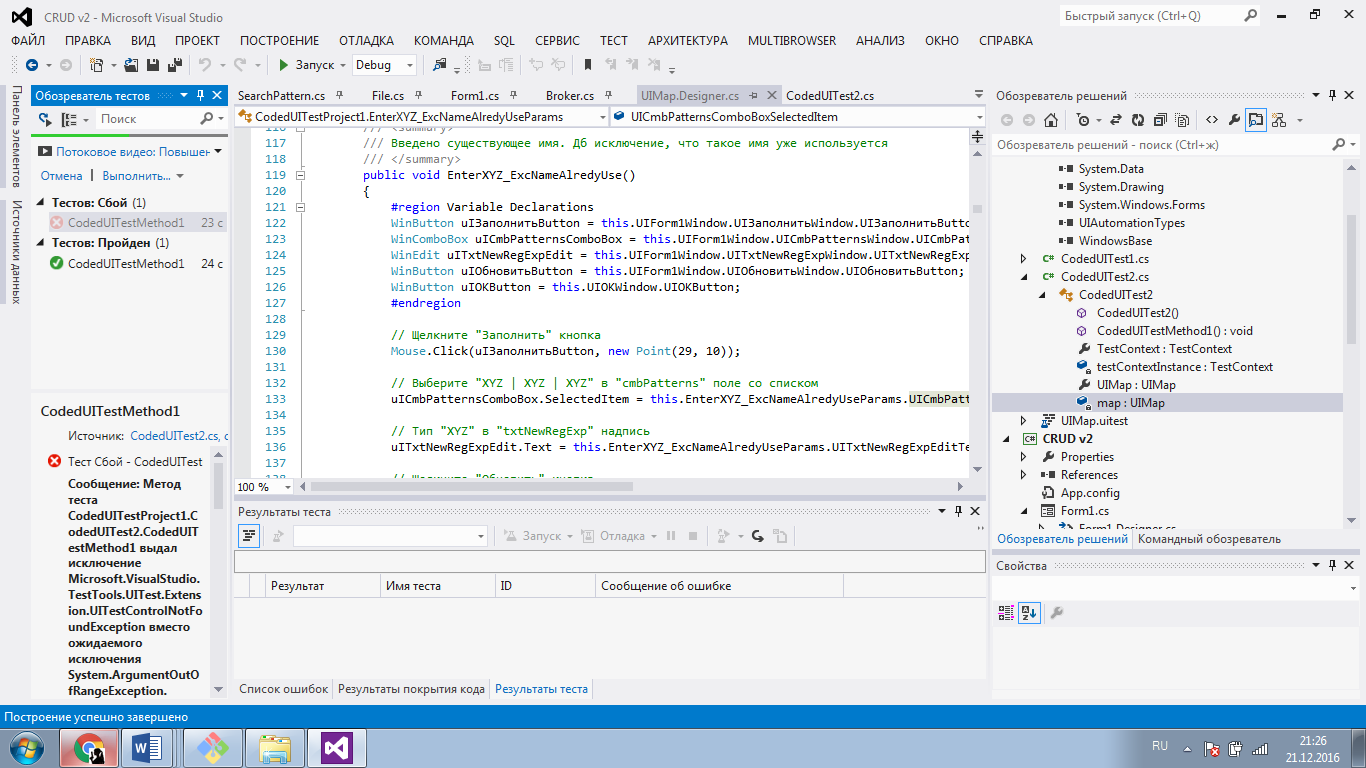 CRUD v2 - Microsoft Visual Studio
Быстрый запуск (Ctrl+Q)
ФАЙЛ ПРАВКА ВИД ПРОЕКТ ПОСТРОЕНИЕ ОТЛАДКА КОМАНДА SQL СЕРВИС ТЕСТ АРХИТЕКТУРА MULTIBROWSER АНАЛИЗ ОКНО СПРАВКА
Запуск Debug
Панель элементов
Источники данных
Обозреватель тестов
Поиск
Потоковое видео: Повышен
Отмена | Выполнить...
Тестов: Сбой (1)
CodedUITestMethod1 23 с
Тестов: Пройден (1)
CodedUITestMethod1 24 с
CodedUITestMethod1
Источник: CodedUITest2.cs, с
Тест Сбой - CodedUITest
Сообщение: Метод
теста
CodedUITestProject1.C
odedUITest2.CodedUIT
estMethod1 выдал
исключение
Microsoft.VisualStudio.
TestTools.UITest.Extens
ion.UITestControlNotFo
undException вместо
ожидаемого
исключения
System.ArgumentOutO
fRangeException.
SearchPattern.cs File.cs Form1.cs Broker.cs UIMap.Designer.cs CodedUITest2.cs
CodedUITestProject1.EnterXYZ_ExcNameAlredyUseParams UICmbPatternsComboBoxSelectedItem
116 /// <summary>
117 /// Введено существующее имя. Дб исключение, что такое имя уже используется
118 /// </summary>
119 public void EnterXYZ_ExcNameAlredyUse()
120 {
121 #region Variable Declarations
122 WinButton uIЗаполнитьButton = this.UIForm1Window.UIЗаполнитьWindow.UIЗаполнитьButto
123 WinComboBox uICmbPatternsComboBox = this.UIForm1Window.UICmbPatternsWindow.UICmbPat
124 WinEdit uITxtNewRegExpEdit = this.UIForm1Window.UITxtNewRegExpWindow.UITxtNewRegExp
125 WinButton uIОбновитьButton = this.UIForm1Window.UIОбновитьWindow.UIОбновитьButton;
126 WinButton uIOKButton = this.UIOKWindow.UIOKButton;
127 #endregion
128
129 // Щелкните "Заполнить" кнопка
130 Mouse.Click(uIЗаполнитьButton, new Point(29, 10));
131
132 // Выберите "XYZ | XYZ | XYZ" в "cmbPatterns" поле со списком
133 uICmbPatternsComboBox.SelectedItem = this.EnterXYZ_ExcNameAlredyUseParams.UICmbPatt
134
135 // Тип "XYZ" в "txtNewRegExp" надпись
136 uITxtNewRegExpEdit.Text = this.EnterXYZ_ExcNameAlredyUseParams.UITxtNewRegExpEditTe
137
138 // Щелкните "Обновить" кнопка
100 %
Результаты теста
Запуск Отладка
Результат Имя теста ID Сообщение об ошибке
Список ошибок Результаты покрытия кода Результаты теста
Обозреватель решений
Обозреватель решений - поиск (Ctrl+ж)
System.Data
System.Drawing
System.Windows.Forms
UIAutomationTypes
WindowsBase
C# CodedUITest1.cs
C# CodedUITest2.cs
CodedUITest2
CodedUITest2()
CodedUITestMethod1() : void
TestContext : TestContext
testContextInstance : TestContext
UIMap : UIMap
map : UIMap
UIMap.uitest
C# CRUD v2
Properties
References
App.config
Form1.cs
Form1.Designer.cs
Обозреватель решений Командный обозреватель
Свойства
Построение успешно завершено
RU
21:26
21.12.2016